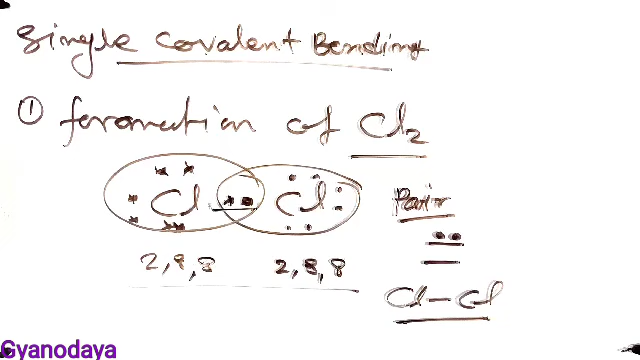 Single Covalent Bonding
① formation of Cl₂
Cl Cl Pair
2,8,8 2,8,8
Cl – Cl
Gyanodaya